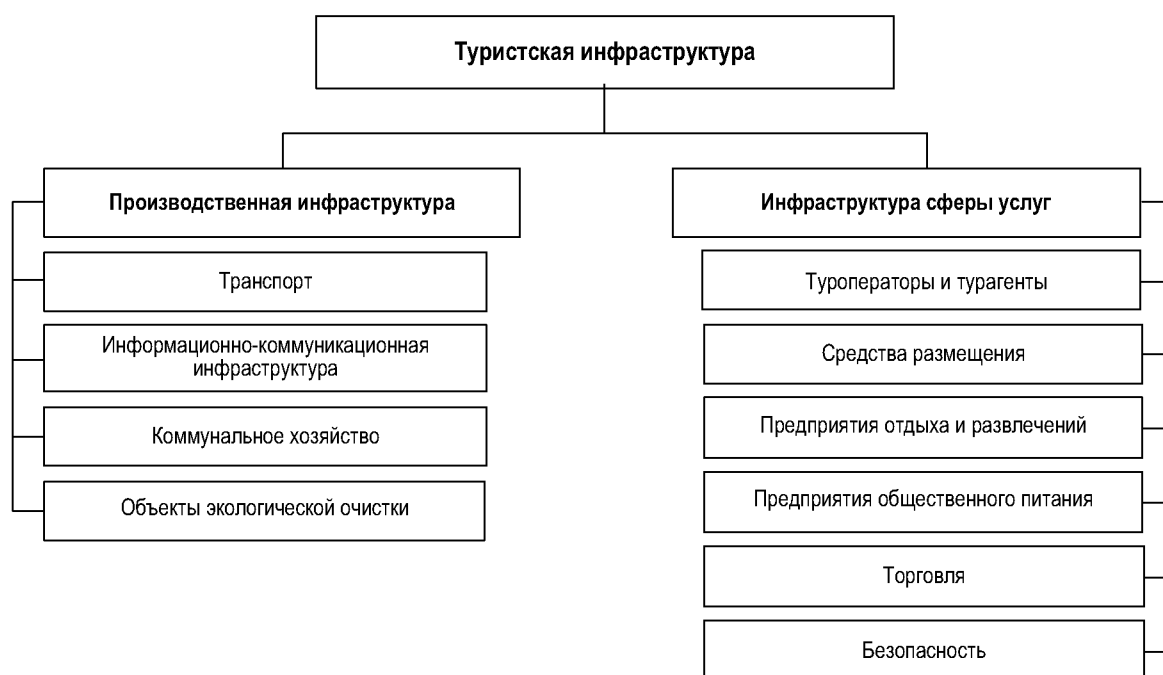 Туристская инфраструктура
Производственная инфраструктура
Транспорт
Информационно-коммуникационная
инфраструктура
Коммунальное хозяйство
Объекты экологической очистки
Инфраструктура сферы услуг
Туроператоры и турагенты
Средства размещения
Предприятия отдыха и развлечений
Предприятия общественного питания
Торговля
Безопасность